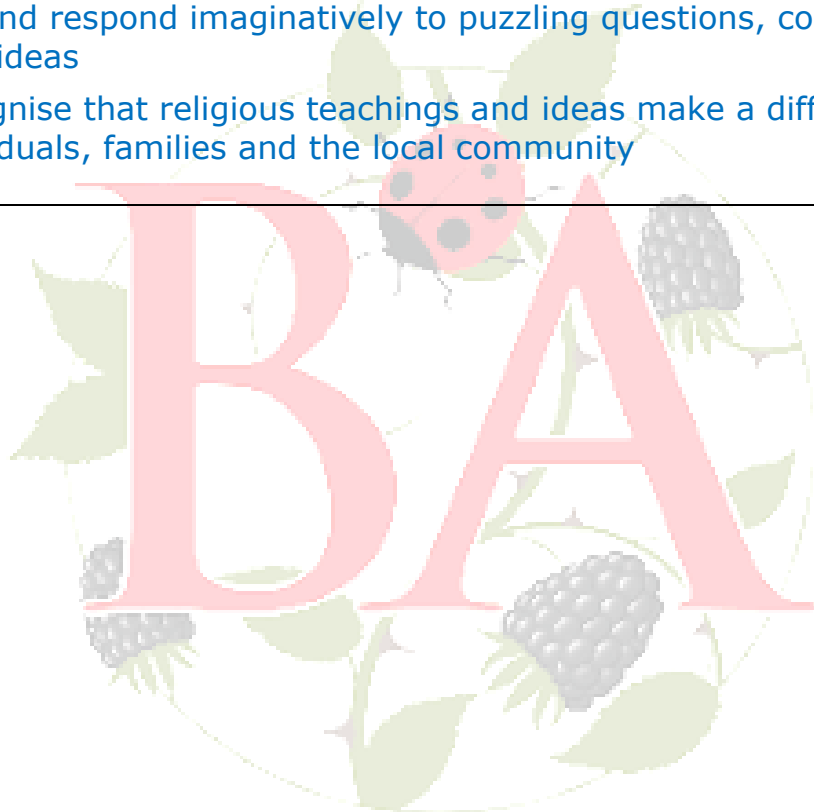 nd respond imaginatively to puzzling questions, co
ideas
gnise that religious teachings and ideas make a diff
duals, families and the local community
BA